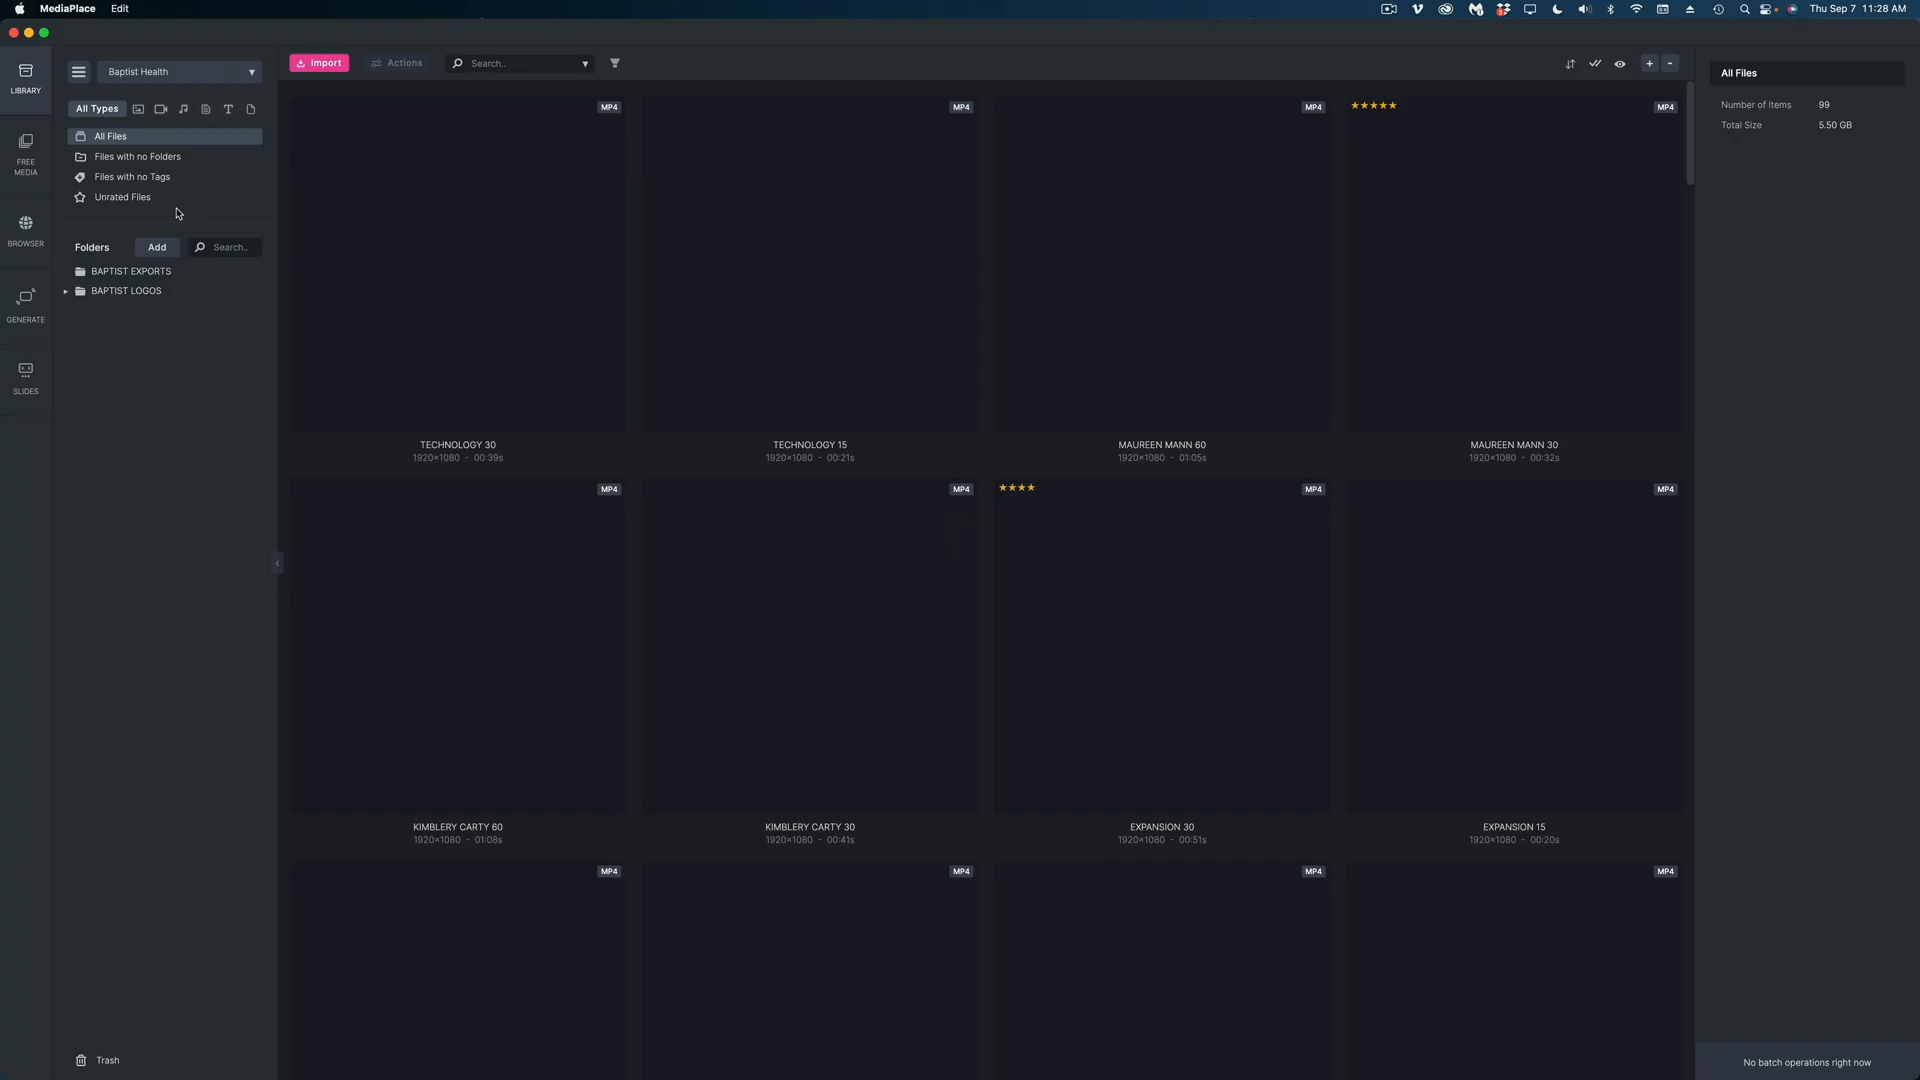 MediaPlace Edit
Thu Sep 7 11:28 AM
LIBRARY
FREE
MEDIA
BROWSER
GENERATE
SLIDES
Baptist Health
All Types
All Files
Files with no Folders
Files with no Tags
Unrated Files
Folders Add Search..
BAPTIST EXPORTS
BAPTIST LOGOS
Trash
Import Actions Search..
MP4 MP4 MP4 ★★★★★ MP4
TECHNOLOGY 30
1920×1080 - 00:39s
TECHNOLOGY 15
1920×1080 - 00:21s
MAUREEN MANN 60
1920×1080 - 01:05s
MAUREEN MANN 30
1920×1080 - 00:32s
MP4 MP4 ★★★★ MP4 MP4
KIMBLERY CARTY 60
1920×1080 - 01:08s
KIMBLERY CARTY 30
1920×1080 - 00:41s
EXPANSION 30
1920×1080 - 00:51s
EXPANSION 15
1920×1080 - 00:20s
MP4 MP4 MP4 MP4
All Files
Number of Items 99
Total Size 5.50 GB
No batch operations right now